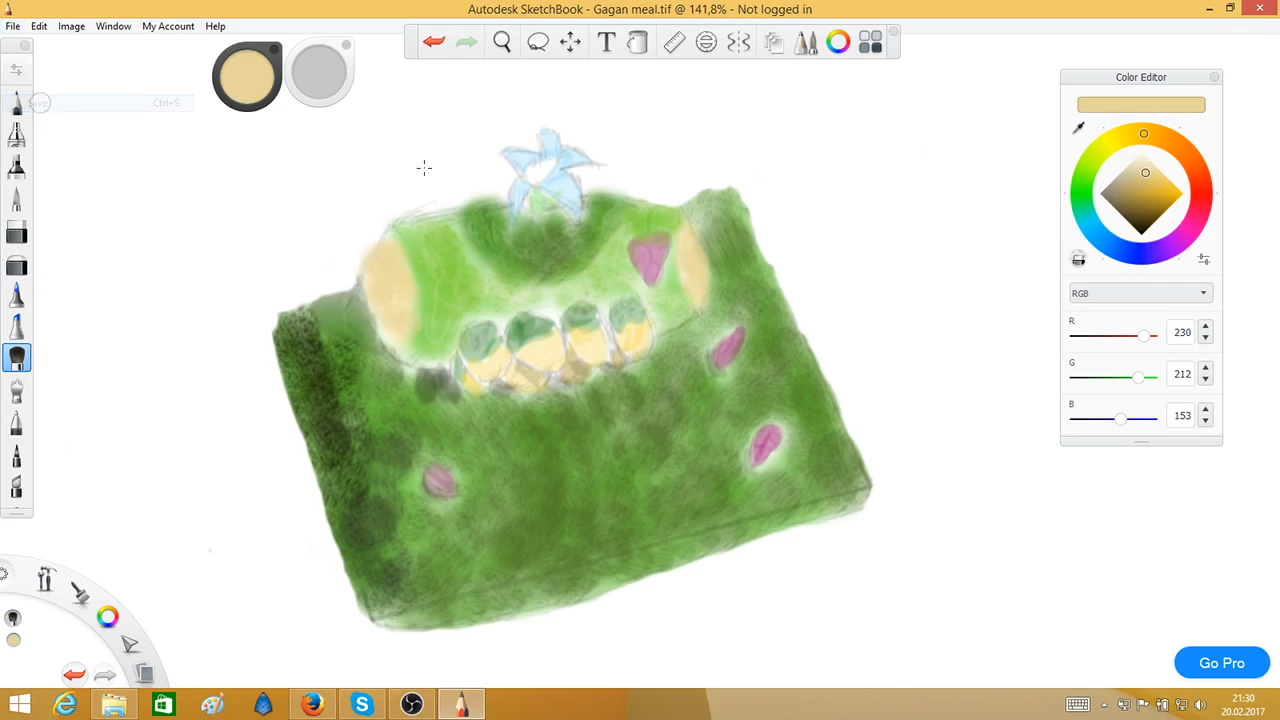 Autodesk SketchBook - Gagan meal.tif @ 141,8% - Not logged in
File Edit Image Window My Account Help
Save Ctrl+S
Color Editor
RGB
R 230
G 212
B 153
Go Pro
21:30
20.02.2017